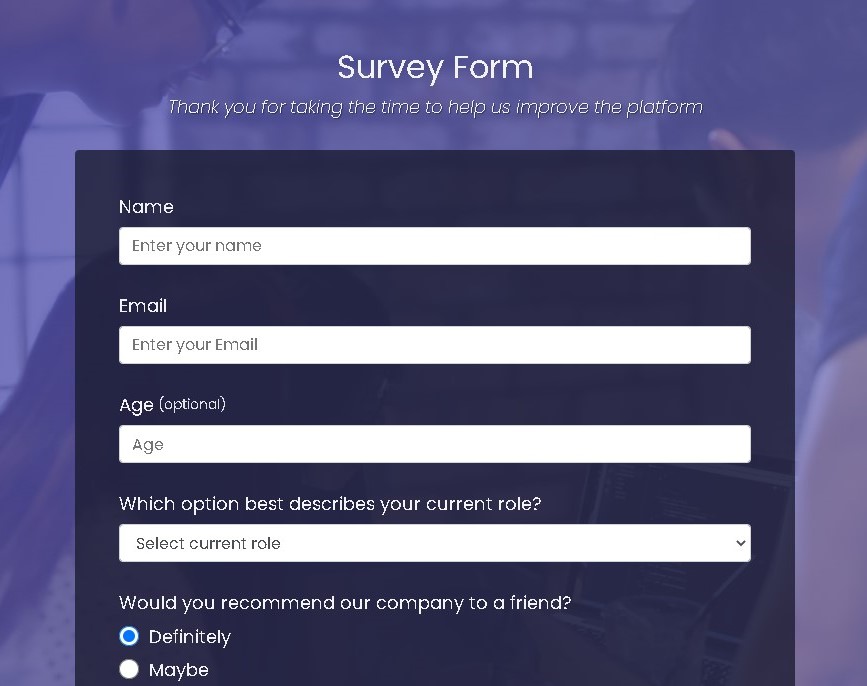 Survey Form
Thank you for taking the time to help us improve the platform
Name
Enter your name
Email
Enter your Email
Age (optional)
Age
Which option best describes your current role?
Select current role
Would you recommend our company to a friend?
Definitely
Maybe